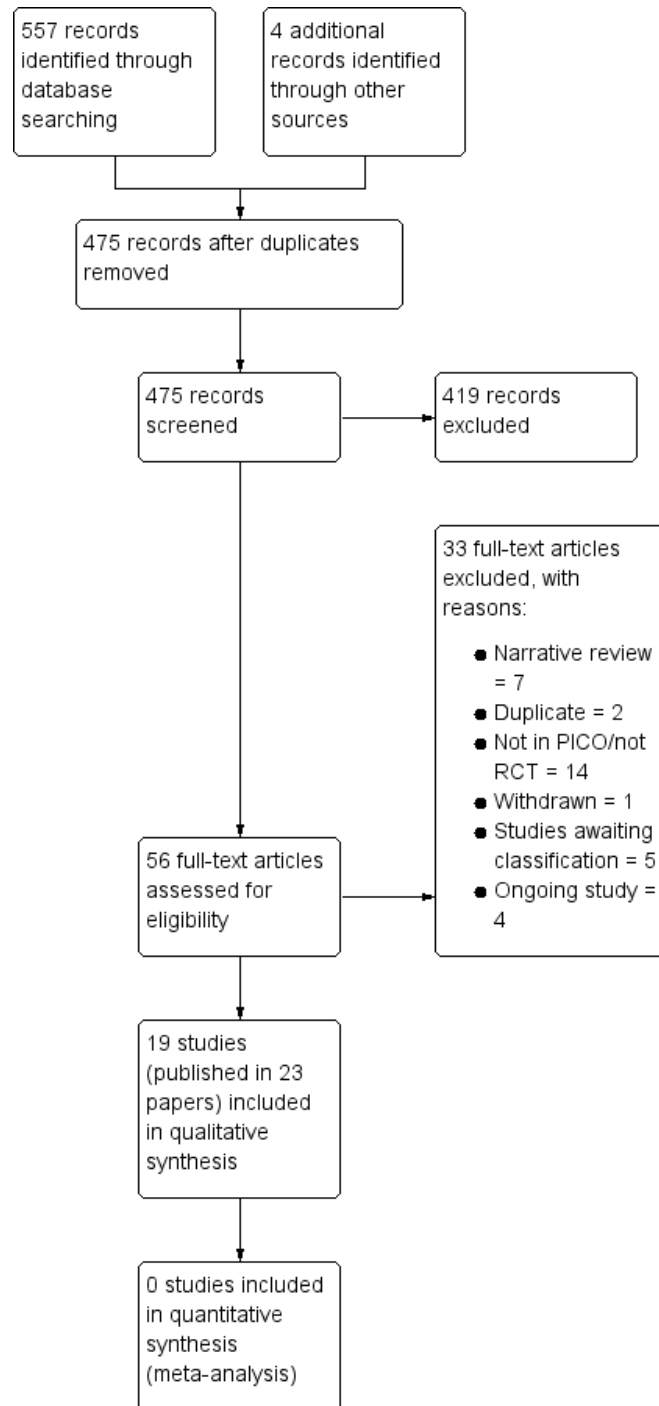 557 records
identified through
database
searching
4 additional
records identified
through other
sources
475 records after duplicates
removed
475 records
screened
419 records
excluded
33 full-text articles
excluded, with
reasons:
● Narrative review
= 7
● Duplicate = 2
● Not in PICO/not
RCT = 14
● Withdrawn = 1
● Studies awaiting
classification = 5
● Ongoing study =
4
56 full-text articles
assessed for
eligibility
19 studies
(published in 23
papers) included
in qualitative
synthesis
0 studies included
in quantitative
synthesis
(meta-analysis)